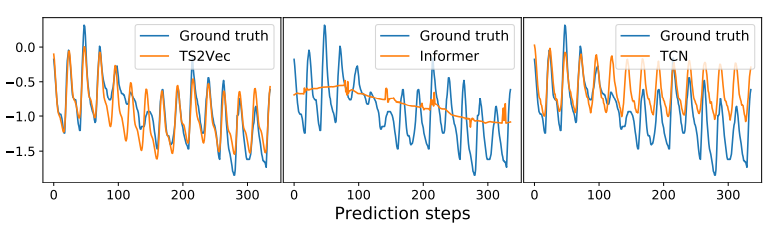 Ground truth
TS2Vec
Ground truth
Informer
Ground truth
TCN
0.0
−0.5
−1.0
−1.5
0 100 200 300
0 100 200 300
0 100 200 300
Prediction steps